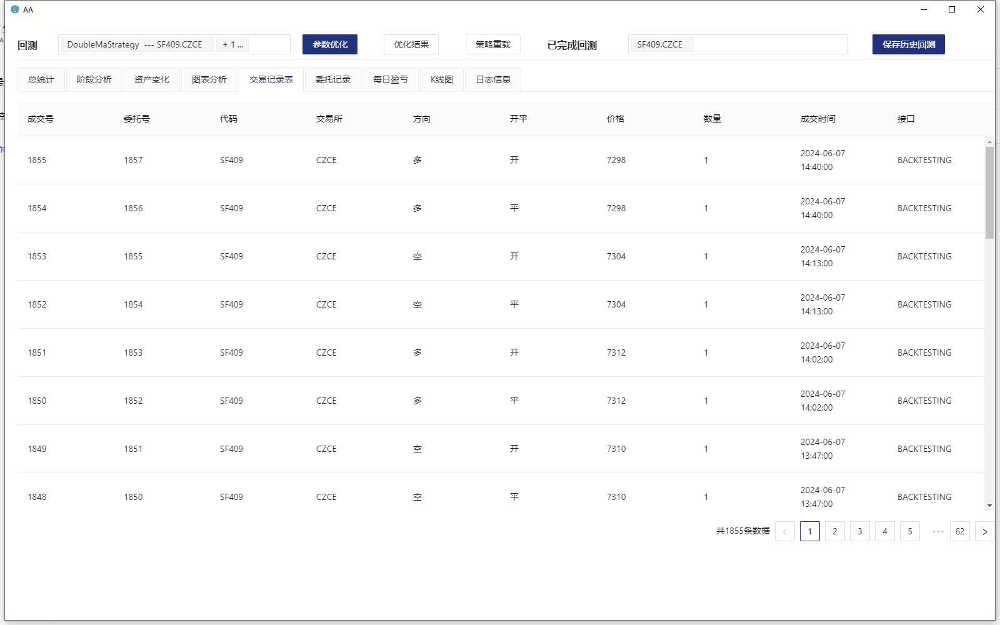 AA
回测 DoubleMaStrategy --- SF409.CZCE + 1 ... 参数优化 优化结果 策略重载 已完成回测 SF409.CZCE 保存历史回测
总统计 阶段分析 资产变化 图表分析 交易记录表 委托记录 每日盈亏 K线图 日志信息
成交号 委托号 代码 交易所 方向 开平 价格 数量 成交时间 接口
1855 1857 SF409 CZCE 多 开 7298 1 2024-06-07 14:40:00 BACKTESTING
1854 1856 SF409 CZCE 多 平 7298 1 2024-06-07 14:40:00 BACKTESTING
1853 1855 SF409 CZCE 空 开 7304 1 2024-06-07 14:13:00 BACKTESTING
1852 1854 SF409 CZCE 空 平 7304 1 2024-06-07 14:13:00 BACKTESTING
1851 1853 SF409 CZCE 多 开 7312 1 2024-06-07 14:02:00 BACKTESTING
1850 1852 SF409 CZCE 多 平 7312 1 2024-06-07 14:02:00 BACKTESTING
1849 1851 SF409 CZCE 空 开 7310 1 2024-06-07 13:47:00 BACKTESTING
1848 1850 SF409 CZCE 空 平 7310 1 2024-06-07 13:47:00 BACKTESTING
共1855条数据 < 1 2 3 4 5 ••• 62 >